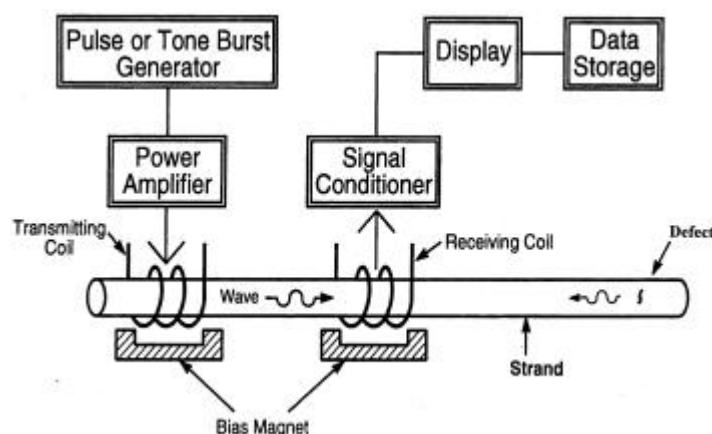 Pulse or Tone Burst
Generator
Display
Data
Storage
Power
Amplifier
Signal
Conditioner
Transmitting
Coil
Receiving Coil
Defect
Wave
Strand
Bias Magnet